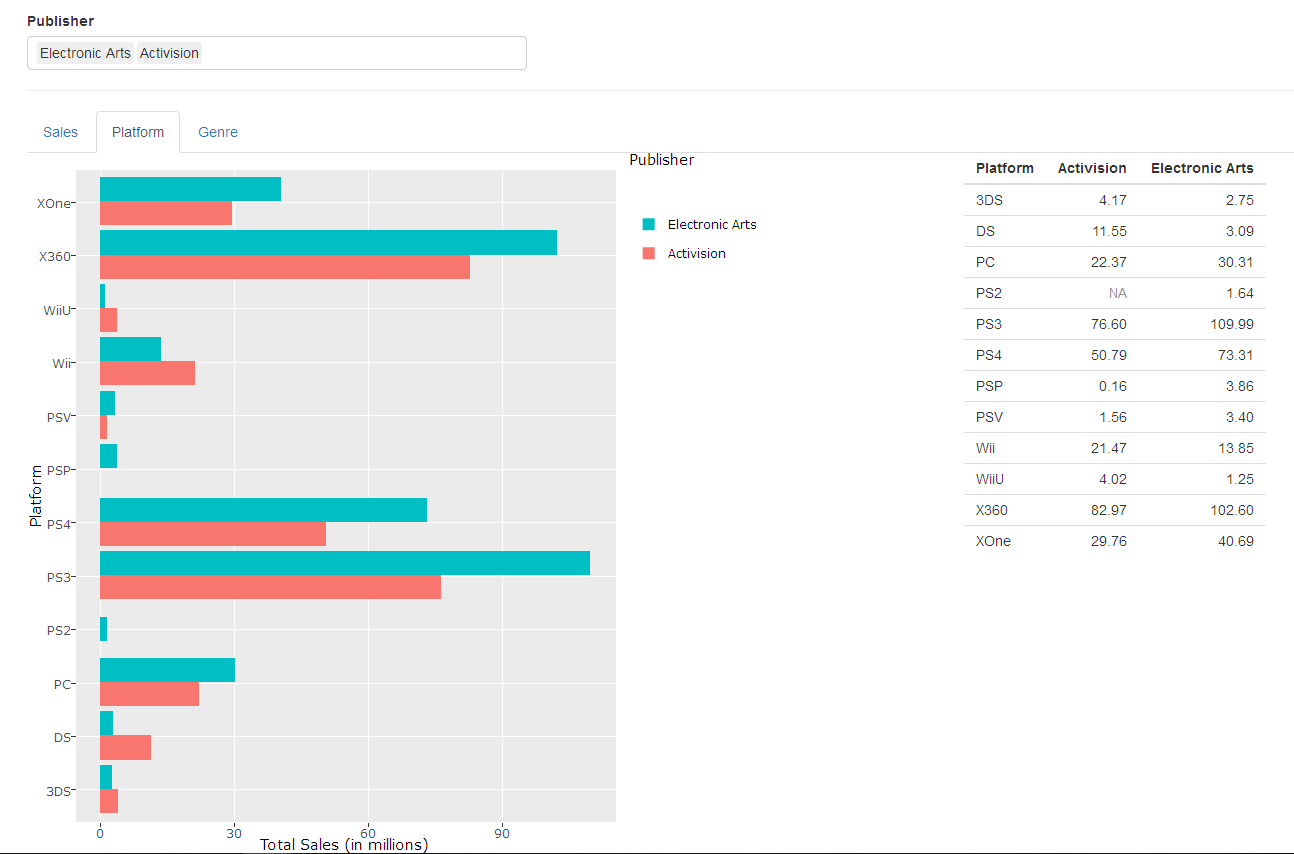 Publisher
Electronic Arts Activision
Sales Platform Genre
Publisher
Electronic Arts
Activision
XOne
X360
WiiU
Wii
PSV
PSP
PS4
PS3
PS2
PC
DS
3DS
Platform
0 30 60 90
Total Sales (in millions)
Platform Activision Electronic Arts
3DS 4.17 2.75
DS 11.55 3.09
PC 22.37 30.31
PS2 NA 1.64
PS3 76.60 109.99
PS4 50.79 73.31
PSP 0.16 3.86
PSV 1.56 3.40
Wii 21.47 13.85
WiiU 4.02 1.25
X360 82.97 102.60
XOne 29.76 40.69